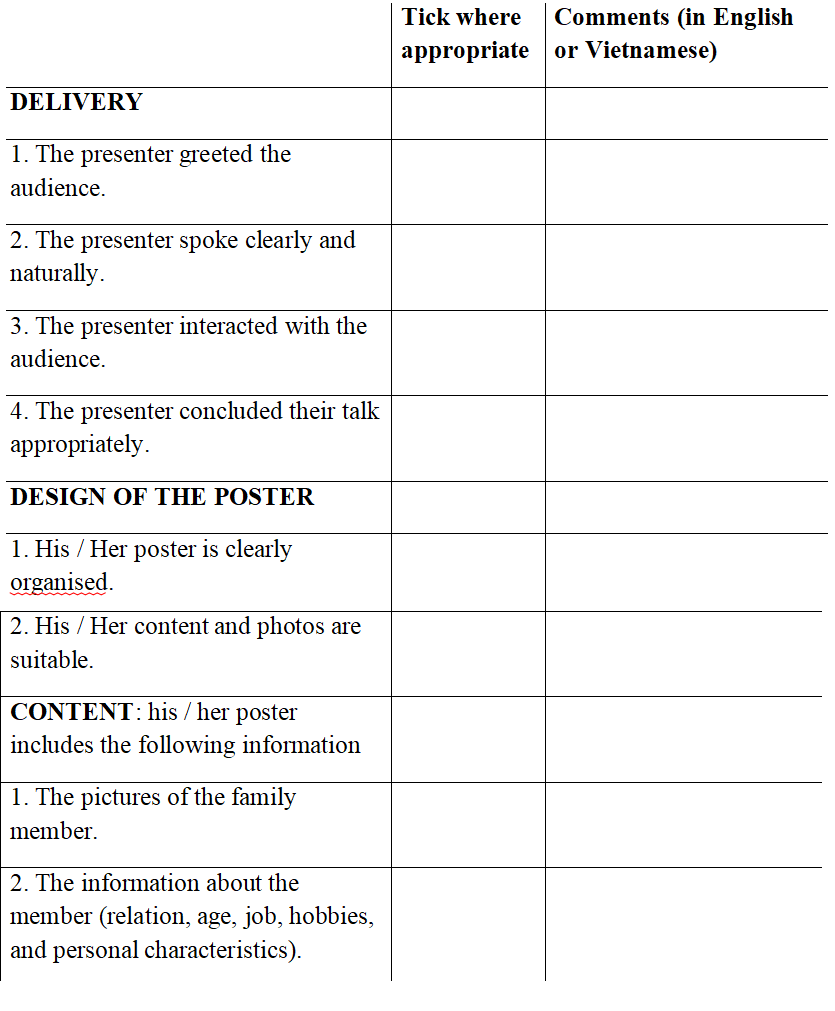 Tick where
appropriate
Comments (in English
or Vietnamese)
DELIVERY
1. The presenter greeted the
audience.
2. The presenter spoke clearly and
naturally.
3. The presenter interacted with the
audience.
4. The presenter concluded their talk
appropriately.
DESIGN OF THE POSTER
1. His / Her poster is clearly
organised.
2. His / Her content and photos are
suitable.
CONTENT: his / her poster
includes the following information
1. The pictures of the family
member.
2. The information about the
member (relation, age, job, hobbies,
and personal characteristics).